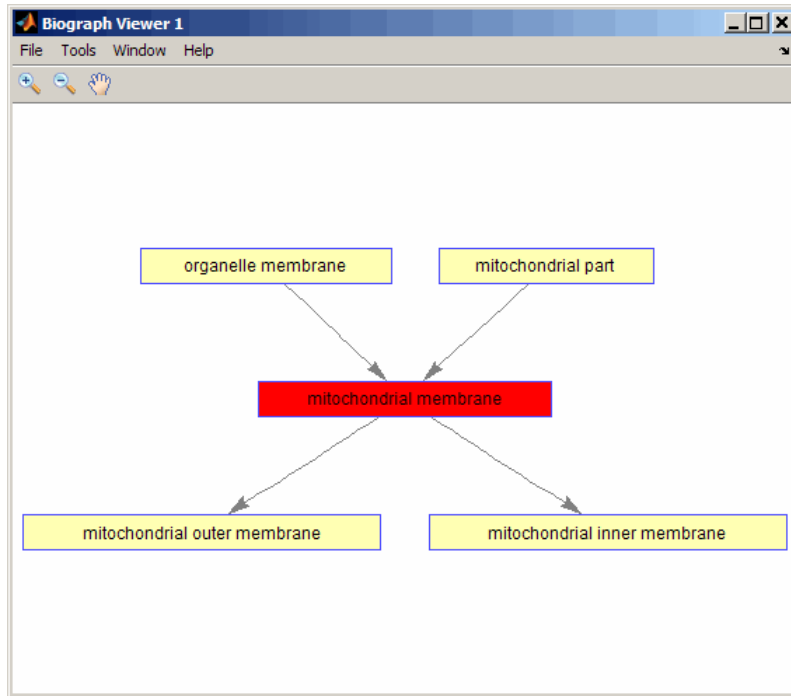 Biograph Viewer 1
File Tools Window Help
organelle membrane
mitochondrial part
mitochondrial membrane
mitochondrial outer membrane
mitochondrial inner membrane